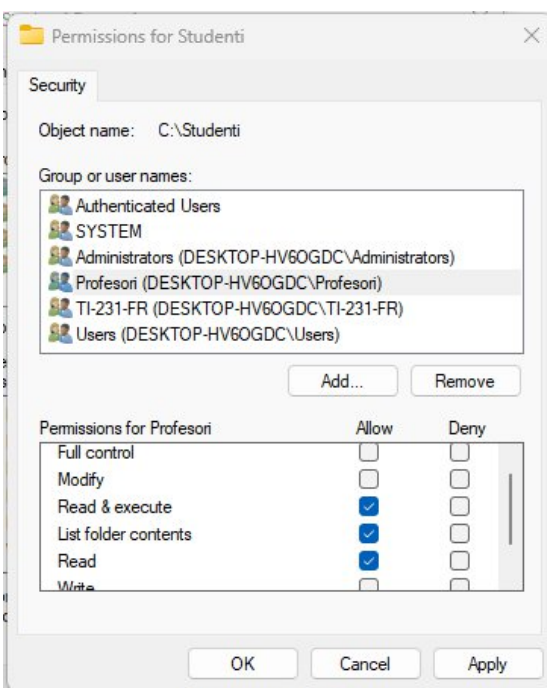 Permissions for Studenti
Security
Object name: C:\Studenti
Group or user names:
Authenticated Users
SYSTEM
Administrators (DESKTOP-HV6OGDC\Administrators)
Profesori (DESKTOP-HV6OGDC\Profesori)
TI-231-FR (DESKTOP-HV6OGDC\TI-231-FR)
Users (DESKTOP-HV6OGDC\Users)
Add... Remove
Permissions for Profesori Allow Deny
Full control
Modify
Read & execute
List folder contents
Read
Write
OK Cancel Apply